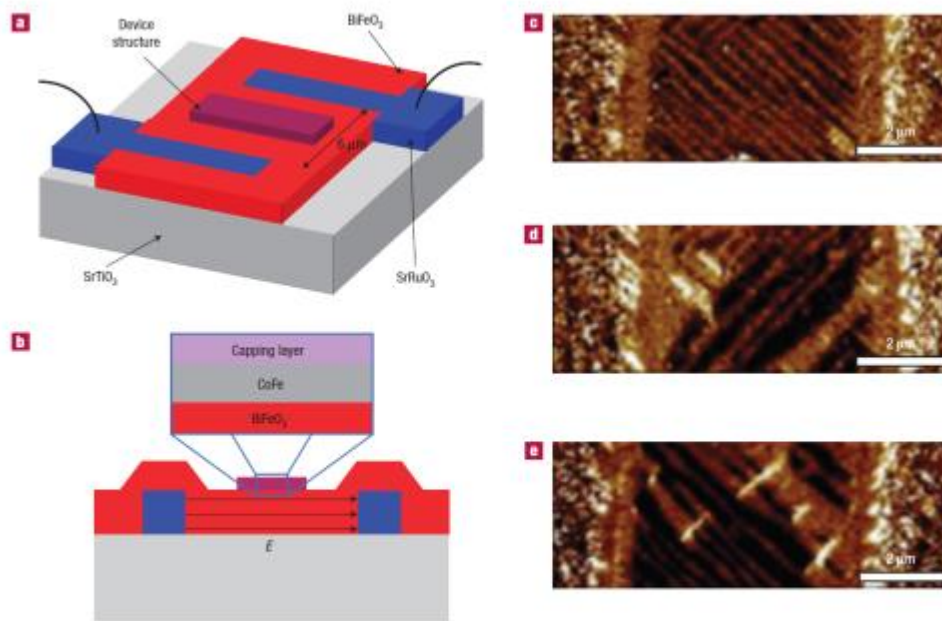 a
Device
structure
BiFeO₃
6 μm
SrTiO₃
SrRuO₃
b
Capping layer
CoFe
BiFeO₃
E
c
2 μm
d
2 μm
e
2 μm